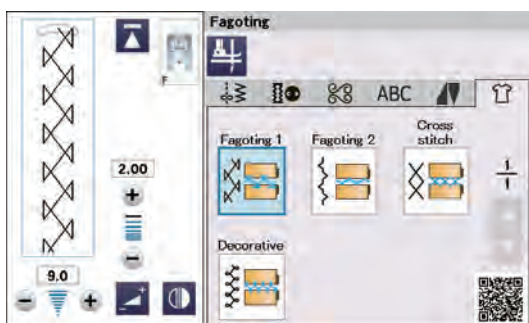 Fagoting
F
ABC
2.00
9.0
Fagoting 1
Fagoting 2
Cross
stitch
1
1
Decorative